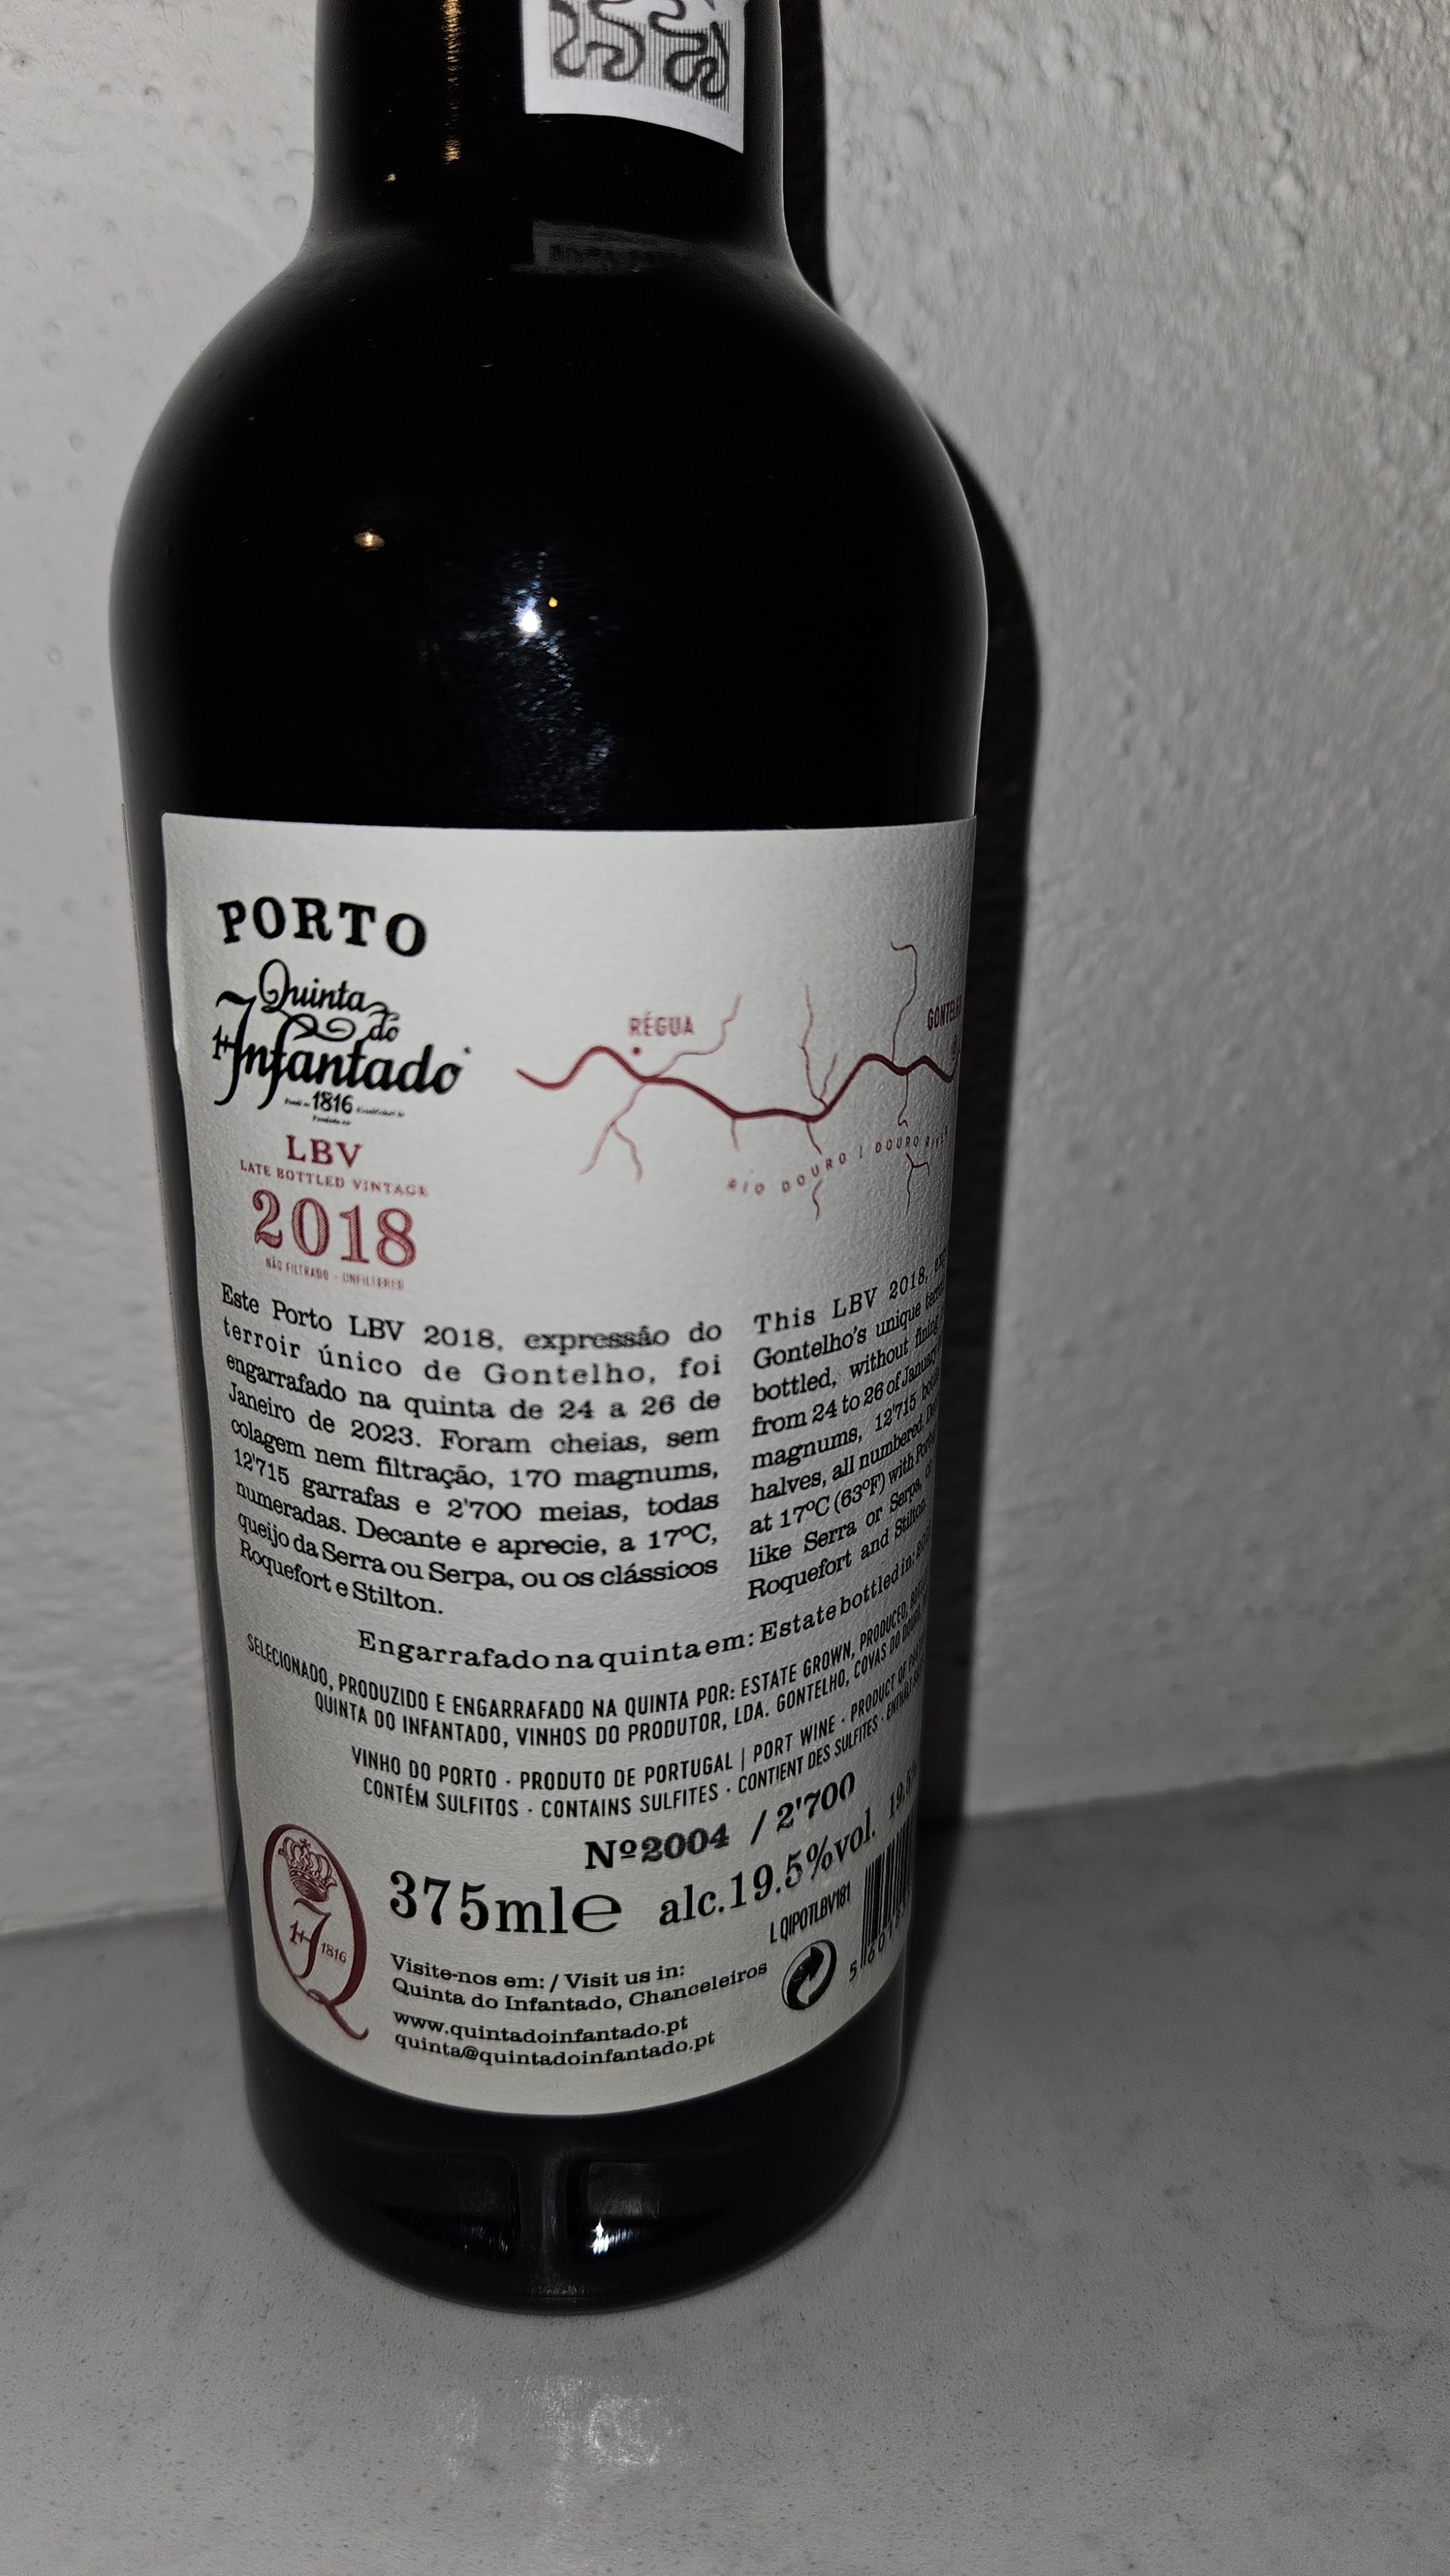 PORTO
Quinta
do
Infantado
1816
LBV
LATE BOTTLED VINTAGE
2018
NÃO FILTRADO - UNFILTERED
RÉGUA
RIO DOURO | DOURO RIVER
Este Porto LBV 2018, expressão do
terroir único de Gontelho, foi
engarrafado na quinta de 24 a 26 de
Janeiro de 2023. Foram cheias, sem
colagem nem filtração, 170 magnums,
12'715 garrafas e 2'700 meias, todas
numeradas. Decante e aprecie, a 17ºC,
queijo da Serra ou Serpa, ou os clássicos
Roquefort e Stilton.
This LBV 2018,
Gontelho's unique
bottled, without fining
from 24 to 26 of January
magnums, 12'715
halves, all numbered.
at 17ºC (63ºF) with
like Serra or Serpa,
Roquefort and Stilton.
Engarrafado na quinta em: Estate bottled in:
SELECIONADO, PRODUZIDO E ENGARRAFADO NA QUINTA POR: ESTATE GROWN, PRODUCED,
QUINTA DO INFANTADO, VINHOS DO PRODUTOR, LDA. GONTELHO, COVAS DO DOURO,
VINHO DO PORTO · PRODUTO DE PORTUGAL | PORT WINE · PRODUCT OF
CONTÉM SULFITOS · CONTAINS SULFITES · CONTIENT DES SULFITES ·
Nº2004 / 2'700
375ml e alc.19.5%vol.
L QIPOTLBV181
1816
Visite-nos em: / Visit us in:
Quinta do Infantado, Chanceleiros
www.quintadoinfantado.pt
quinta@quintadoinfantado.pt